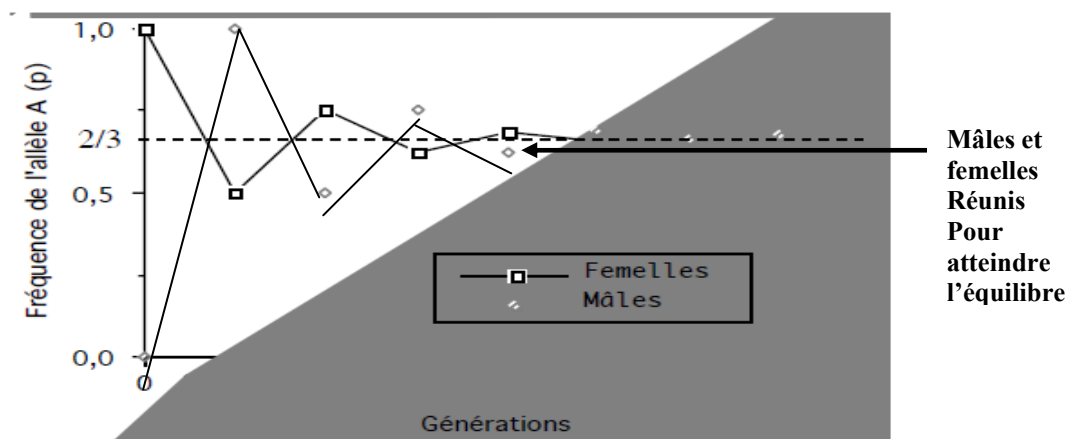 Fréquence de l'allèle A (p)
1,0
2/3
0,5
0,0
0
Femelles
Mâles
Générations
Mâles et
femelles
Réunis
Pour
atteindre
l'équilibre